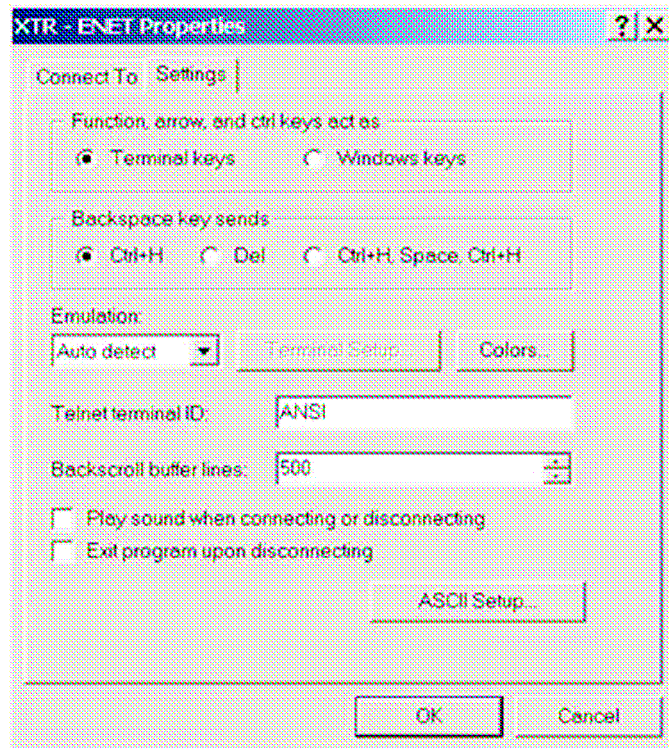 XTR - ENET Properties ? X
Connect To Settings
Function, arrow, and ctrl keys act as
Terminal keys Windows keys
Backspace key sends
Ctrl+H Del Ctrl+H, Space, Ctrl+H
Emulation:
Auto detect Terminal Setup... Colors...
Telnet terminal ID: ANSI
Backscroll buffer lines: 500
Play sound when connecting or disconnecting
Exit program upon disconnecting
ASCII Setup...
OK Cancel